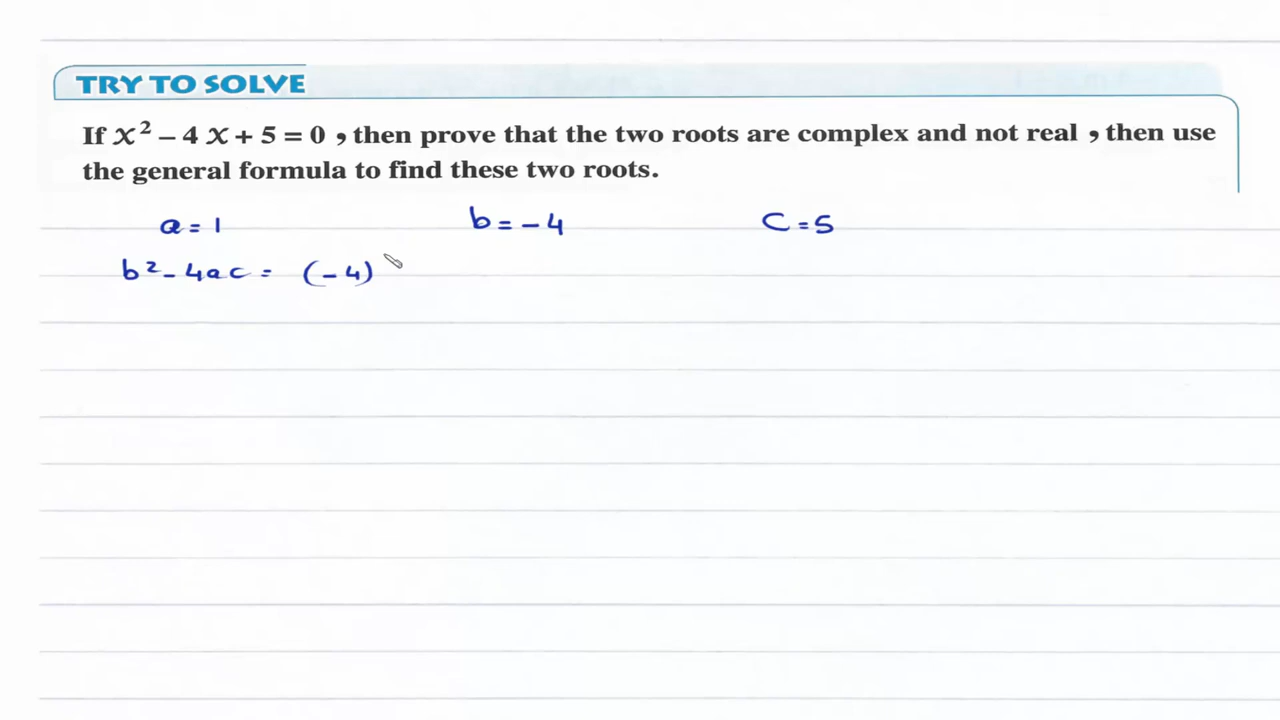 TRY TO SOLVE
If x² – 4 x + 5 = 0 , then prove that the two roots are complex and not real , then use
the general formula to find these two roots.
a = 1 b = – 4 C = 5
b² – 4ac = (– 4)